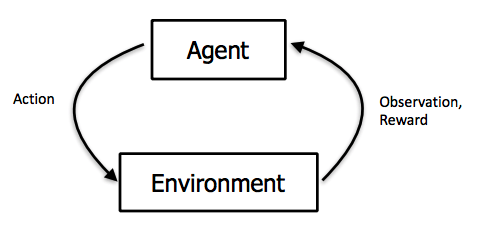 Agent
Action
Observation,
Reward
Environment